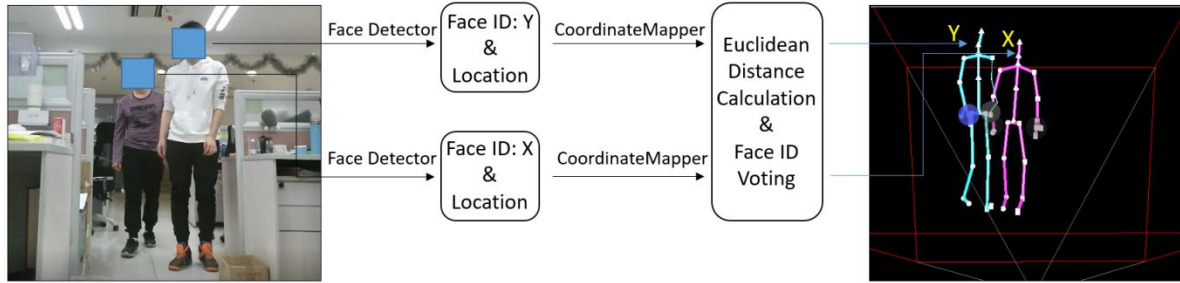 Face Detector
Face ID: Y
&
Location
CoordinateMapper
Face Detector
Face ID: X
&
Location
CoordinateMapper
Euclidean
Distance
Calculation
&
Face ID
Voting
Y
X